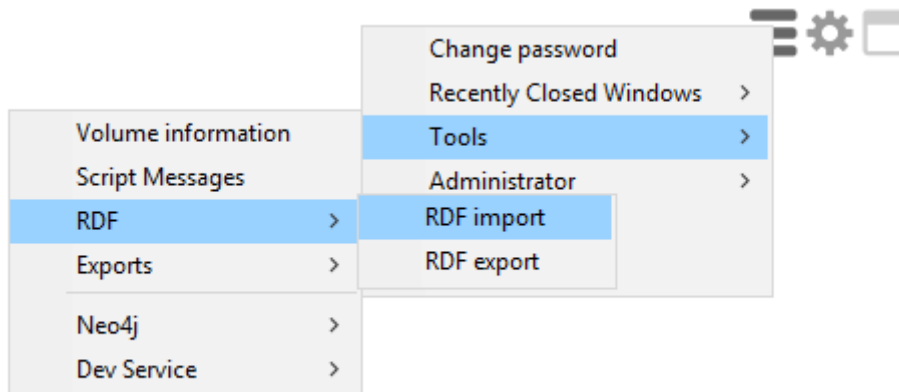 Change password
Recently Closed Windows
Tools
Administrator
Volume information
Script Messages
RDF
Exports
Neo4j
Dev Service
RDF import
RDF export